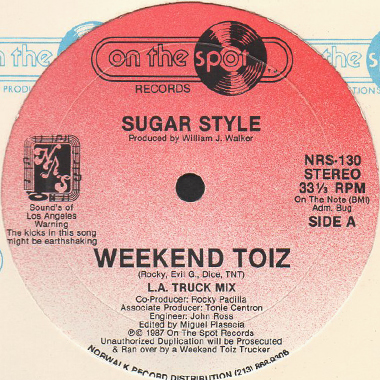 on the spot
RECORDS
SUGAR STYLE
Produced by William J. Walker
NRS-130
STEREO
33⅓ RPM
On The Note (BMI)
Adm. Bug
SIDE A
Sound's of
Los Angeles
Warning
The kicks in this song
might be earthshaking
WEEKEND TOIZ
(Rocky, Evil G., Dice, TNT)
L.A. TRUCK MIX
Co-Producer: Rocky Padilla
Associate Producer: Tonie Centron
Engineer: John Ross
Edited by Miguel Plasecia
℗© 1987 On The Spot Records
Unauthorized Duplication will be Prosecuted
& Ran over by a Weekend Toiz Trucker
NORWALK RECORD DISTRIBUTION (213)